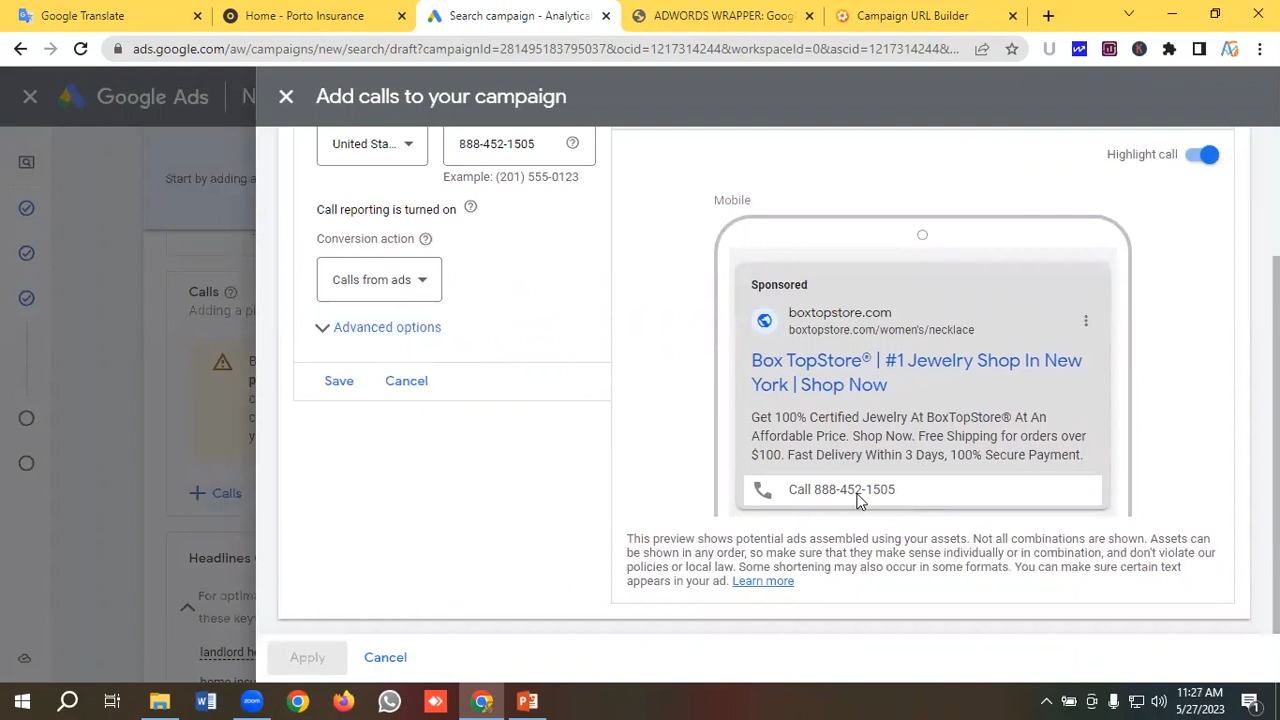 Google Translate
Home - Porto Insurance
Search campaign - Analytical
ADWORDS WRAPPER: Goog
Campaign URL Builder
ads.google.com/aw/campaigns/new/search/draft?campaignId=281495183795037&ocid=1217314244&workspaceId=0&ascid=1217314244&...
Google Ads
N
Add calls to your campaign
United Sta...
888-452-1505
Example: (201) 555-0123
Start by adding a
Call reporting is turned on
Conversion action
Calls from ads
Advanced options
Save
Cancel
Calls
Adding a p
B
p
c
c
y
Calls
Headlines
For optima
these key
landlord h
home insu
Highlight call
Mobile
Sponsored
boxtopstore.com
boxtopstore.com/women's/necklace
Box TopStore® | #1 Jewelry Shop In New
York | Shop Now
Get 100% Certified Jewelry At BoxTopStore® At An
Affordable Price. Shop Now. Free Shipping for orders over
$100. Fast Delivery Within 3 Days, 100% Secure Payment.
Call 888-452-1505
This preview shows potential ads assembled using your assets. Not all combinations are shown. Assets can
be shown in any order, so make sure that they make sense individually or in combination, and don't violate our
policies or local law. Some shortening may also occur in some formats. You can make sure certain text
appears in your ad. Learn more
Apply
Cancel
zoom
11:27 AM
5/27/2023